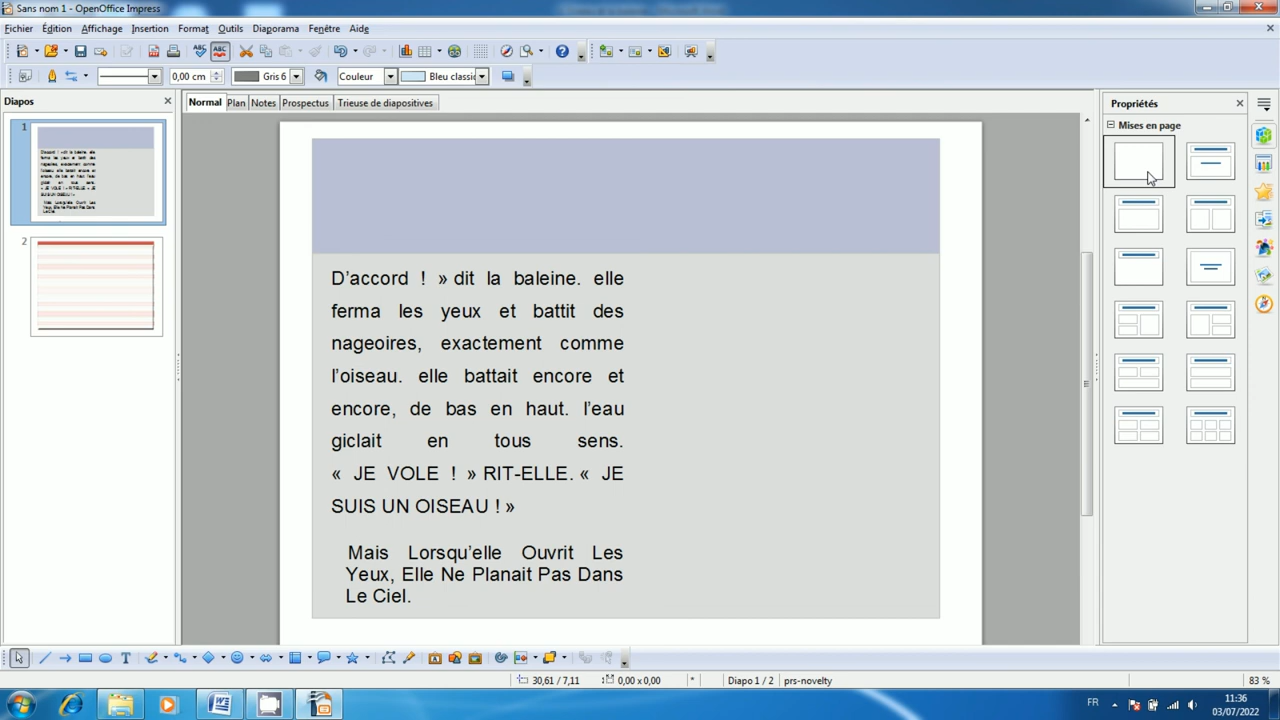 Sans nom 1 - OpenOffice Impress
Fichier Édition Affichage Insertion Format Outils Diaporama Fenêtre Aide
0,00 cm Gris 6 Couleur Bleu classic
Diapos
Normal Plan Notes Prospectus Trieuse de diapositives
Propriétés
Mises en page
1
2
D'accord ! » dit la baleine. elle
ferma les yeux et battit des
nageoires, exactement comme
l'oiseau. elle battait encore et
encore, de bas en haut. l'eau
giclait en tous sens.
« JE VOLE ! » RIT-ELLE. « JE
SUIS UN OISEAU ! »
Mais Lorsqu'elle Ouvrit Les
Yeux, Elle Ne Planait Pas Dans
Le Ciel.
30,61 / 7,11 0,00 x 0,00 * Diapo 1 / 2 prs-novelty 83 %
FR 11:36
03/07/2022